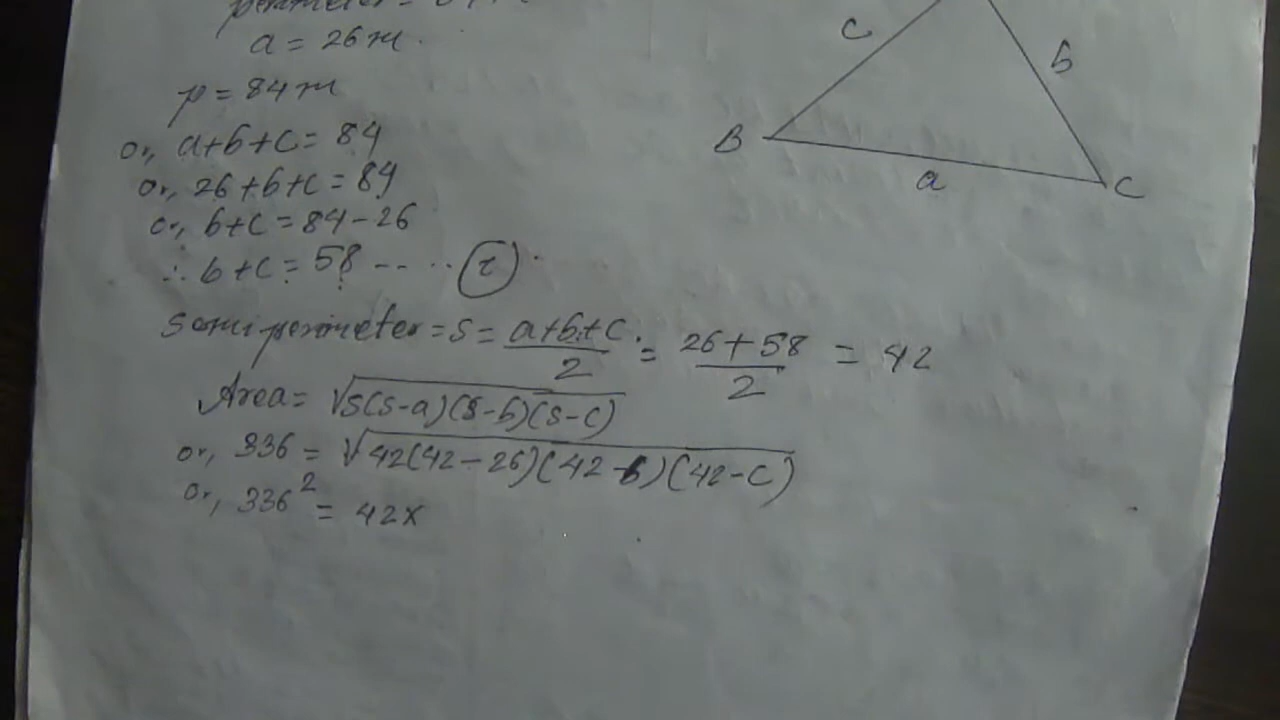 a = 26m.
p = 84m
or, a+b+c = 84
or, 26+b+c = 84
or, b+c = 84-26
∴ b+c = 58 -- ... (i).
Semiperimeter = s = a+b+c/2 = 26+58/2 = 42
Area = √s(s-a)(s-b)(s-c)
or, 336 = √42(42-26)(42-b)(42-c)
or, 336² = 42×
c
b
B
a
C